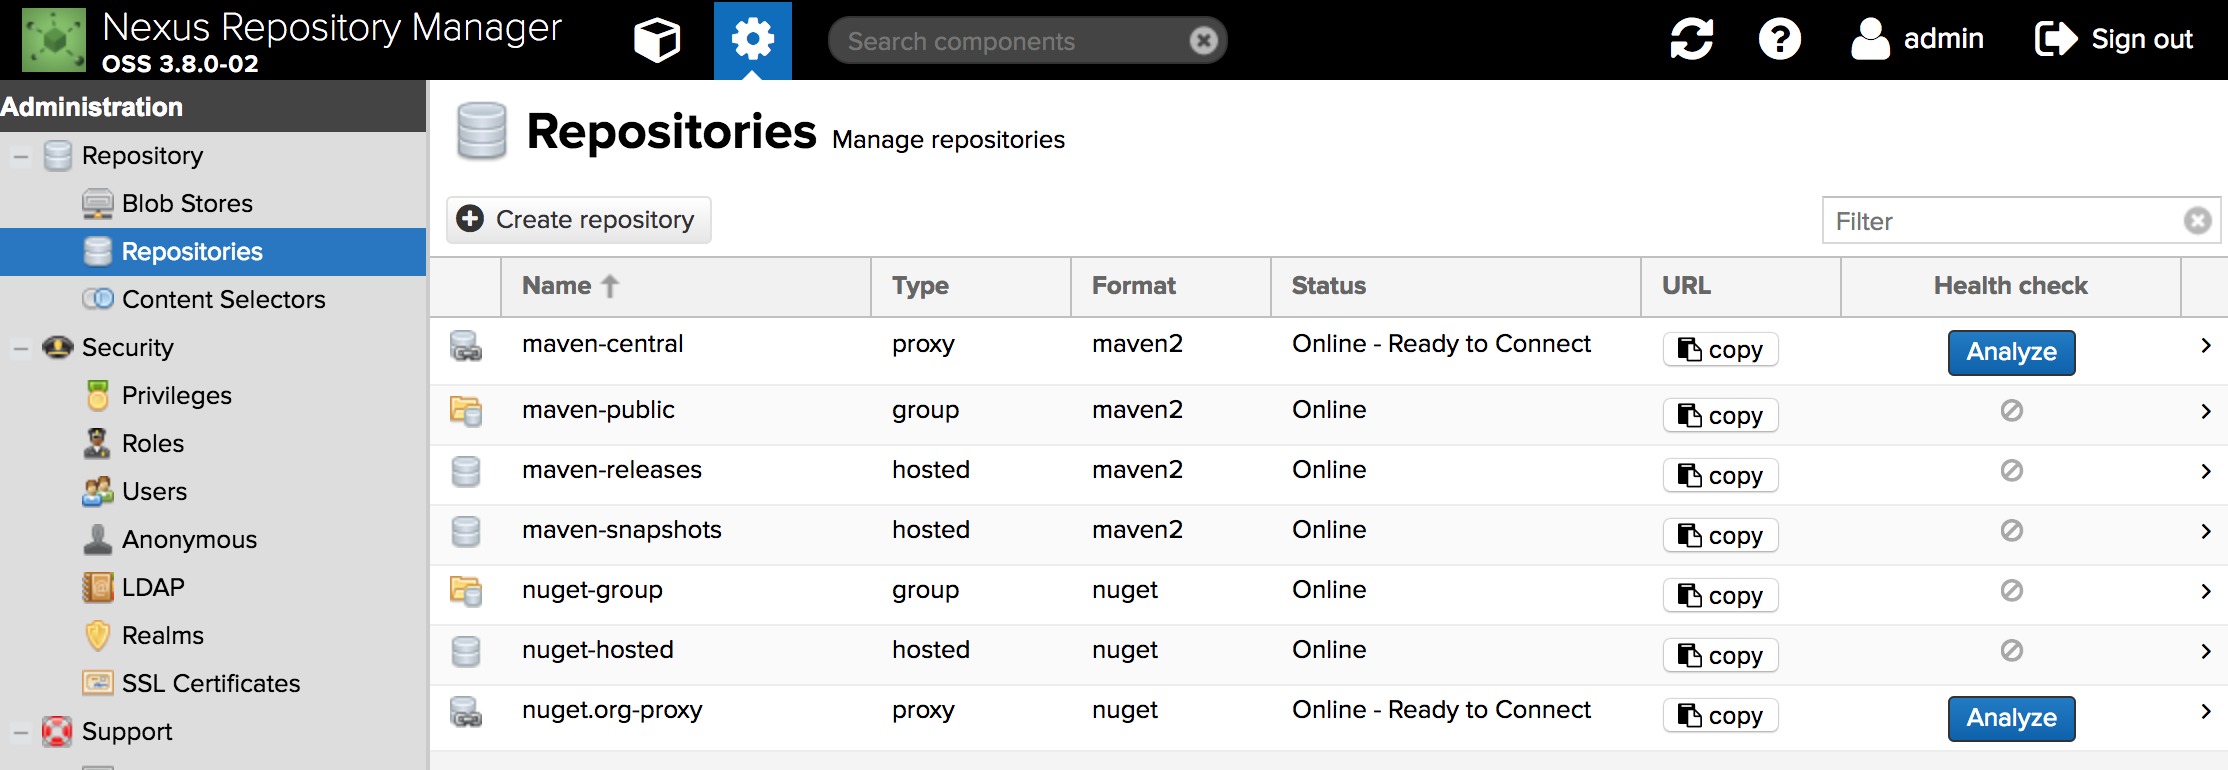 Nexus Repository Manager
OSS 3.8.0-02
Search components
admin
Sign out
Administration
Repository
Blob Stores
Repositories
Content Selectors
Security
Privileges
Roles
Users
Anonymous
LDAP
Realms
SSL Certificates
Support
Repositories Manage repositories
Create repository
Filter
Name Type Format Status URL Health check
maven-central proxy maven2 Online - Ready to Connect copy Analyze
maven-public group maven2 Online copy
maven-releases hosted maven2 Online copy
maven-snapshots hosted maven2 Online copy
nuget-group group nuget Online copy
nuget-hosted hosted nuget Online copy
nuget.org-proxy proxy nuget Online - Ready to Connect copy Analyze